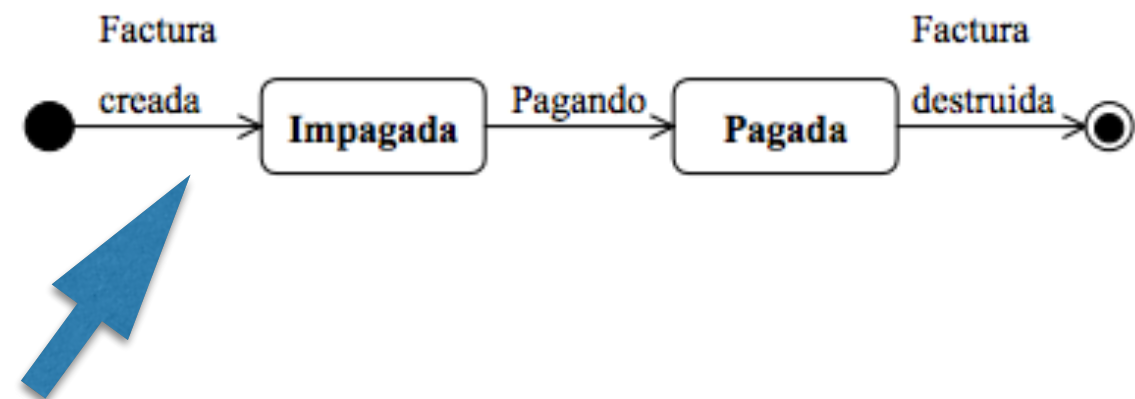 Factura
creada
Impagada
Pagando
Pagada
Factura
destruida